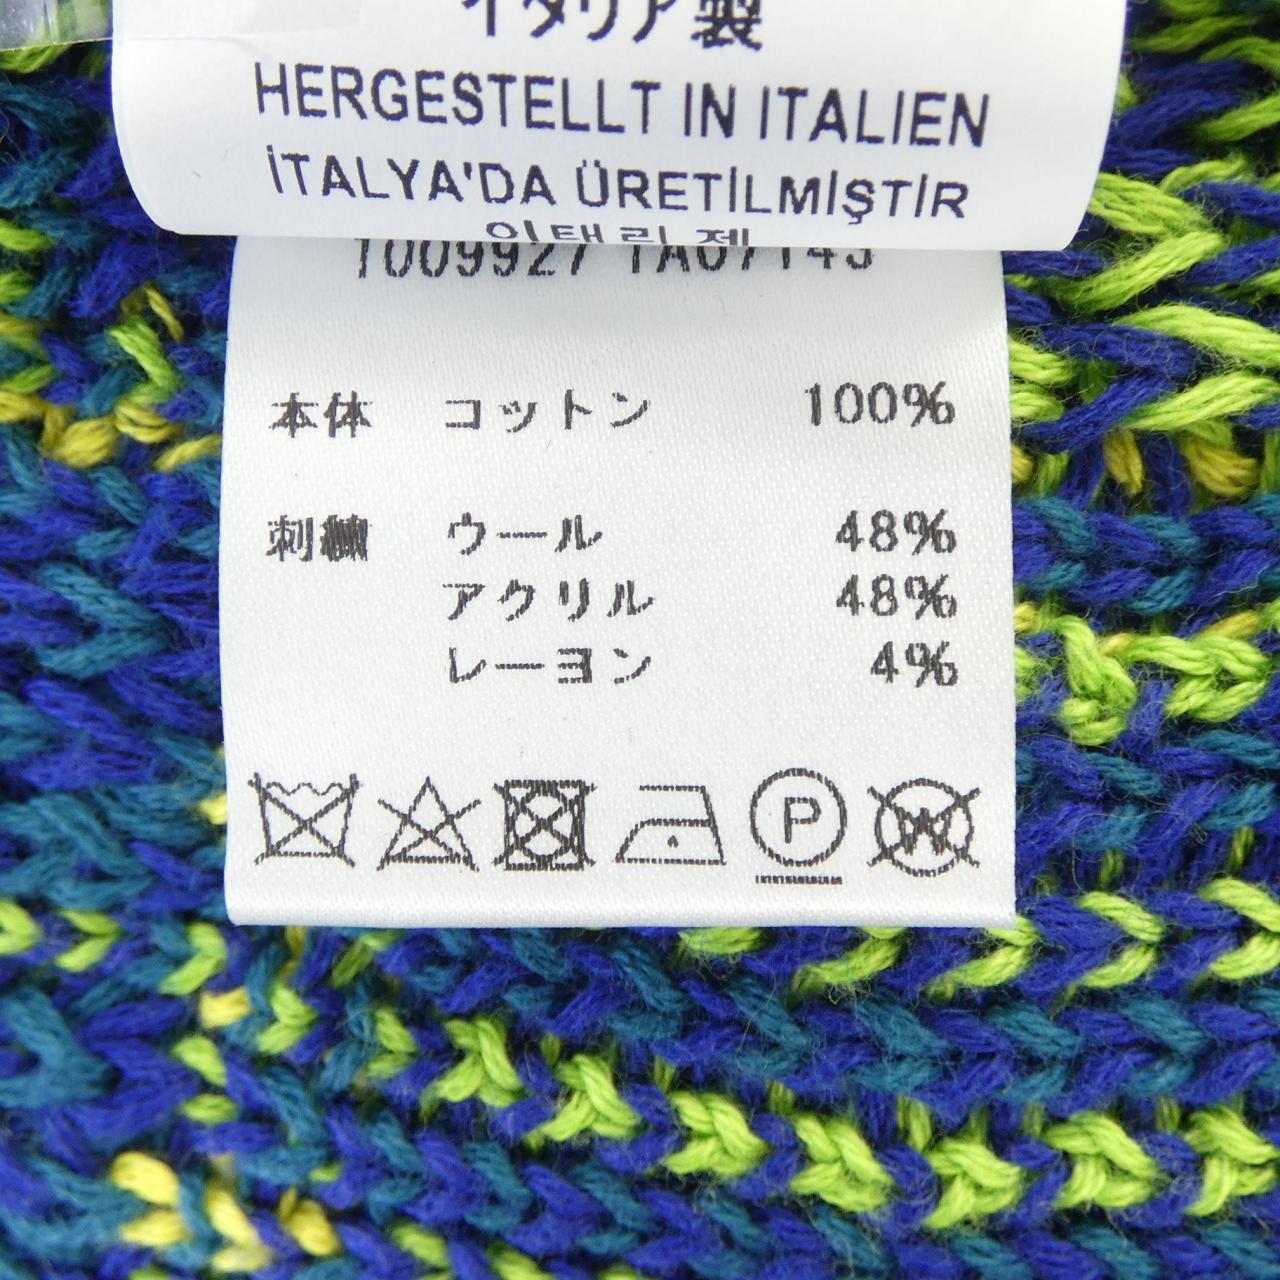 イタリア製
HERGESTELLT IN ITALIEN
İTALYA'DA ÜRETİLMİŞTİR
이태리제
1009927 1A07143
本体 コットン 100%
刺繍 ウール 48%
アクリル 48%
レーヨン 4%
P W